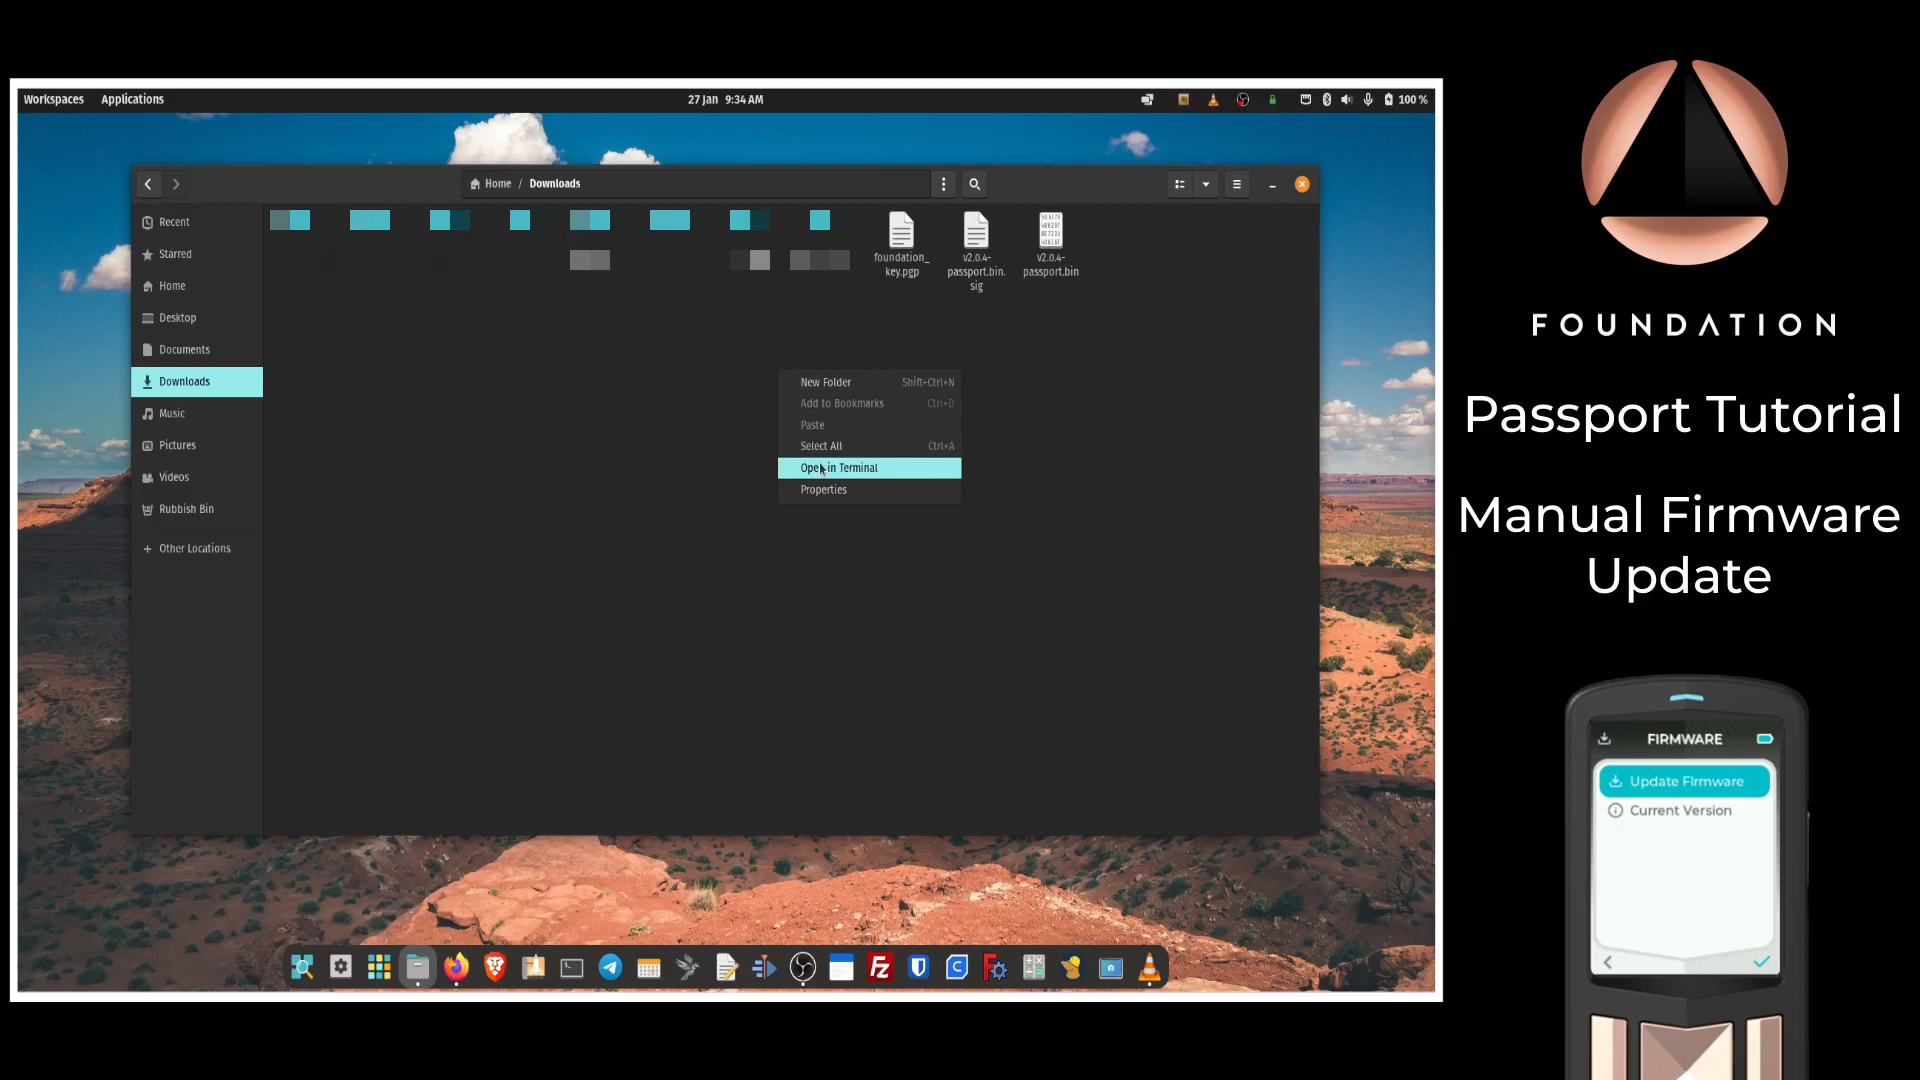 Workspaces Applications
27 Jan 9:34 AM
100 %
Home / Downloads
Recent
Starred
Home
Desktop
Documents
Downloads
Music
Pictures
Videos
Rubbish Bin
+ Other Locations
foundation_
key.pgp
v2.0.4-
passport.bin.
sig
v2.0.4-
passport.bin
New Folder Shift+Ctrl+N
Add to Bookmarks Ctrl+D
Paste
Select All Ctrl+A
Open in Terminal
Properties
FOUNDATION
Passport Tutorial
Manual Firmware
Update
FIRMWARE
Update Firmware
Current Version